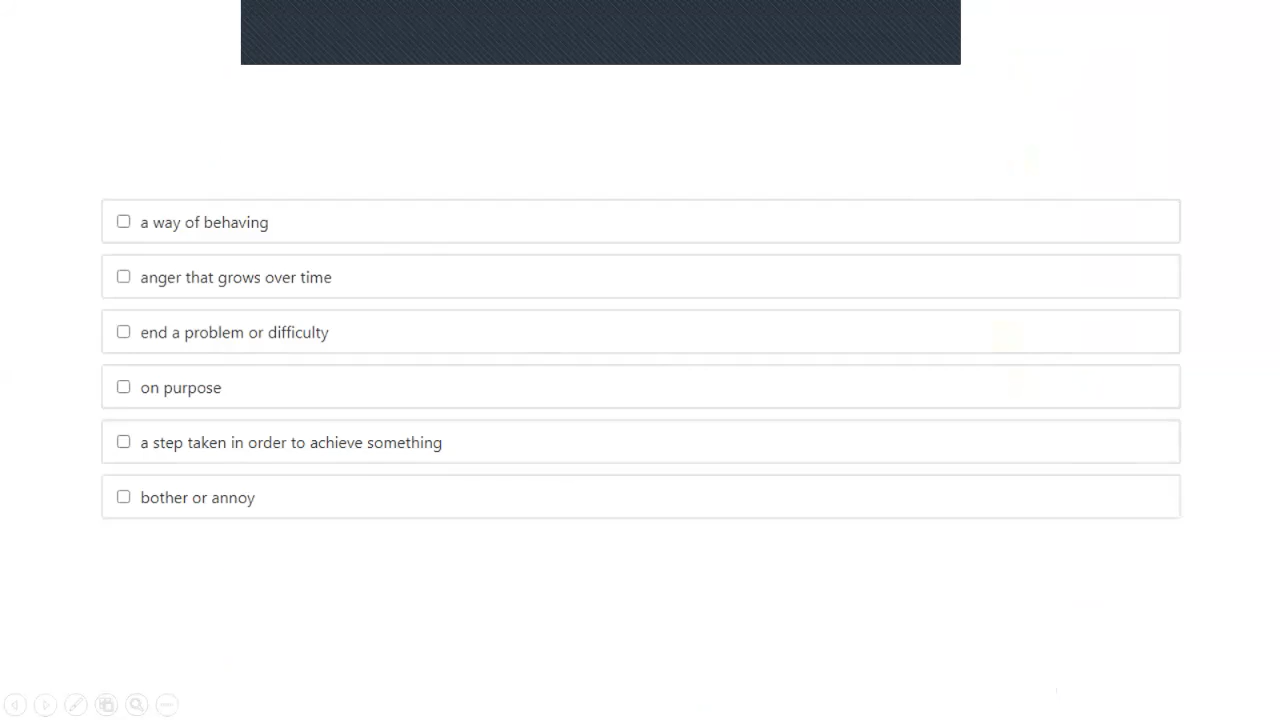 a way of behaving
anger that grows over time
end a problem or difficulty
on purpose
a step taken in order to achieve something
bother or annoy